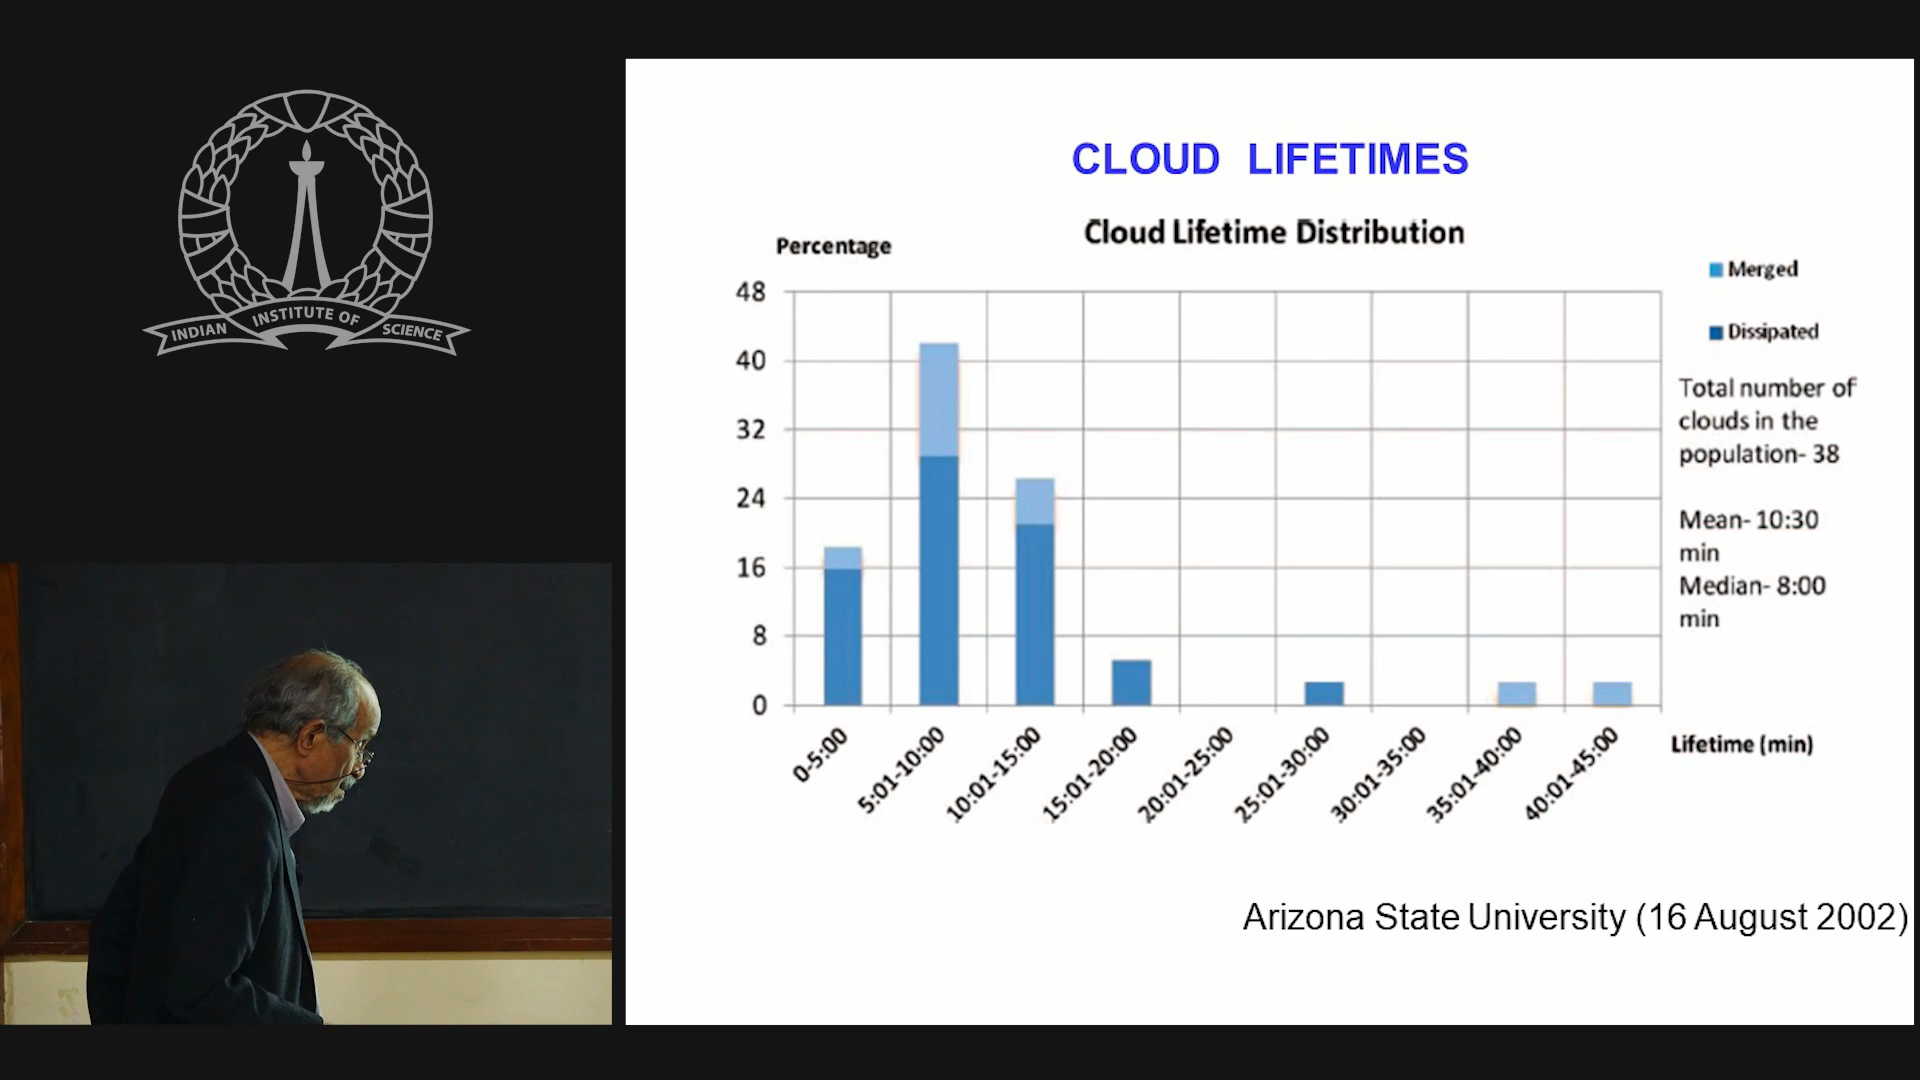 INDIAN INSTITUTE OF SCIENCE
CLOUD LIFETIMES
Cloud Lifetime Distribution
Percentage
48
40
32
24
16
8
0
0-5:00
5:01-10:00
10:01-15:00
15:01-20:00
20:01-25:00
25:01-30:00
30:01-35:00
35:01-40:00
40:01-45:00
Lifetime (min)
Merged
Dissipated
Total number of
clouds in the
population- 38
Mean- 10:30
min
Median- 8:00
min
Arizona State University (16 August 2002)